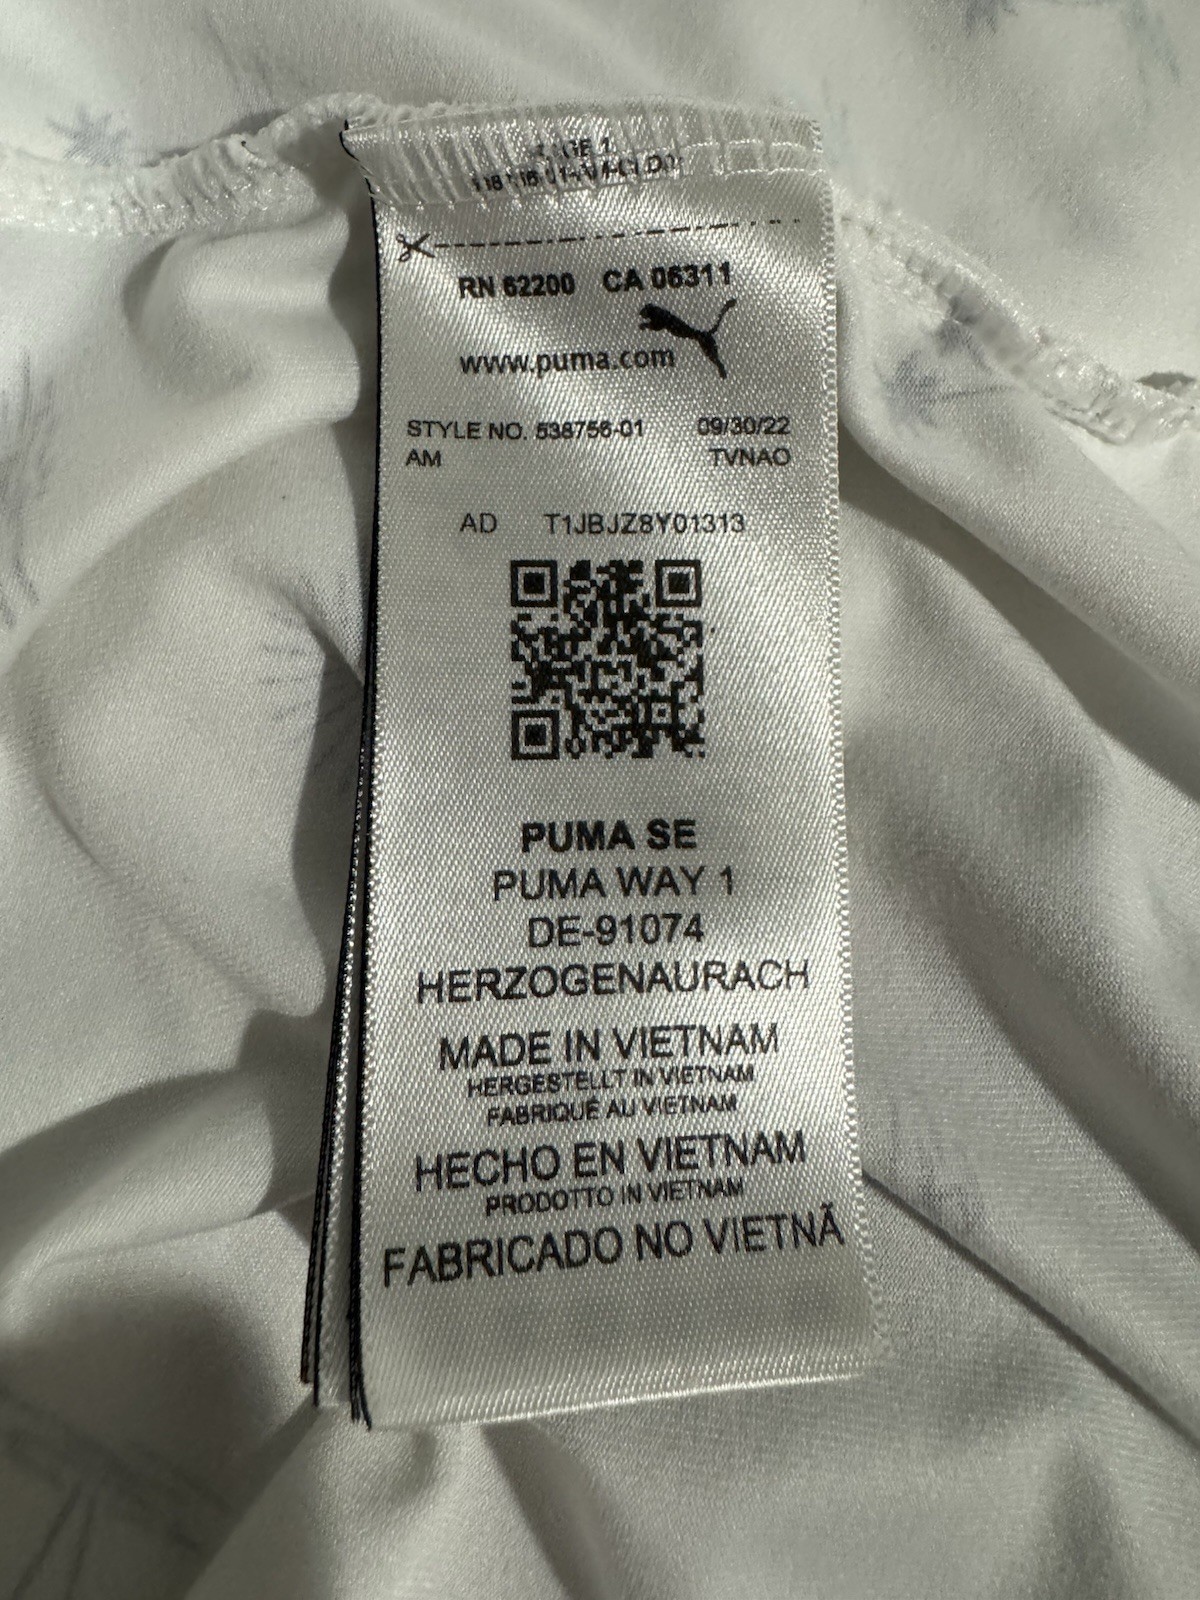 RN 62200 CA 06311
www.puma.com
STYLE NO. 538756-01 09/30/22
AM TVNAO
AD T1JBJZ8Y01313
PUMA SE
PUMA WAY 1
DE-91074
HERZOGENAURACH
MADE IN VIETNAM
HERGESTELLT IN VIETNAM
FABRIQUÉ AU VIETNAM
HECHO EN VIETNAM
PRODOTTO IN VIETNAM
FABRICADO NO VIETNÃ